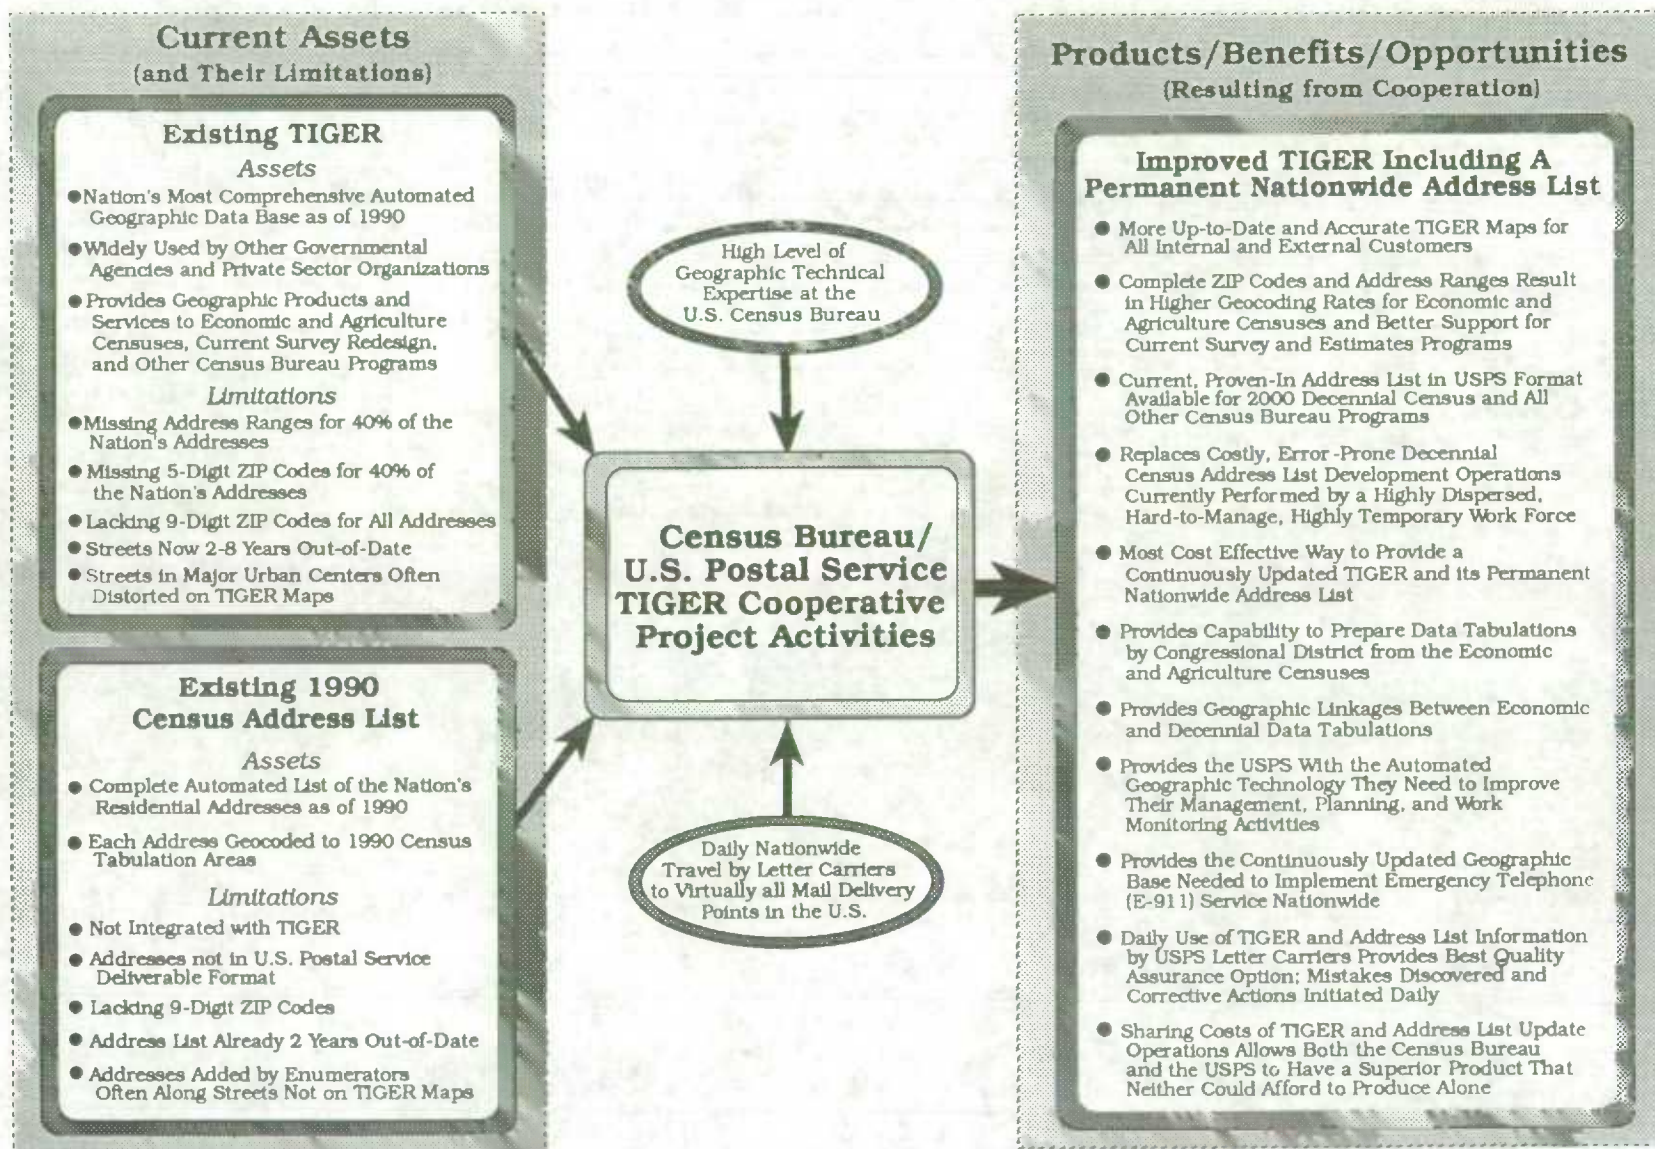 Current Assets
(and Their Limitations)
Existing TIGER
Assets
● Nation's Most Comprehensive Automated
Geographic Data Base as of 1990
● Widely Used by Other Governmental
Agencies and Private Sector Organizations
● Provides Geographic Products and
Services to Economic and Agriculture
Censuses, Current Survey Redesign,
and Other Census Bureau Programs
Limitations
● Missing Address Ranges for 40% of the
Nation's Addresses
● Missing 5-Digit ZIP Codes for 40% of
the Nation's Addresses
● Lacking 9-Digit ZIP Codes for All Addresses
● Streets Now 2-8 Years Out-of-Date
● Streets in Major Urban Centers Often
Distorted on TIGER Maps
Existing 1990
Census Address List
Assets
● Complete Automated List of the Nation's
Residential Addresses as of 1990
● Each Address Geocoded to 1990 Census
Tabulation Areas
Limitations
● Not Integrated with TIGER
● Addresses not in U.S. Postal Service
Deliverable Format
● Lacking 9-Digit ZIP Codes
● Address List Already 2 Years Out-of-Date
● Addresses Added by Enumerators
Often Along Streets Not on TIGER Maps
High Level of
Geographic Technical
Expertise at the
U.S. Census Bureau
Census Bureau/
U.S. Postal Service
TIGER Cooperative
Project Activities
Daily Nationwide
Travel by Letter Carriers
to Virtually all Mail Delivery
Points in the U.S.
Products/Benefits/Opportunities
(Resulting from Cooperation)
Improved TIGER Including A
Permanent Nationwide Address List
● More Up-to-Date and Accurate TIGER Maps for
All Internal and External Customers
● Complete ZIP Codes and Address Ranges Result
in Higher Geocoding Rates for Economic and
Agriculture Censuses and Better Support for
Current Survey and Estimates Programs
● Current, Proven-In Address List in USPS Format
Available for 2000 Decennial Census and All
Other Census Bureau Programs
● Replaces Costly, Error -Prone Decennial
Census Address List Development Operations
Currently Performed by a Highly Dispersed,
Hard-to-Manage, Highly Temporary Work Force
● Most Cost Effective Way to Provide a
Continuously Updated TIGER and its Permanent
Nationwide Address List
● Provides Capability to Prepare Data Tabulations
by Congressional District from the Economic
and Agriculture Censuses
● Provides Geographic Linkages Between Economic
and Decennial Data Tabulations
● Provides the USPS With the Automated
Geographic Technology They Need to Improve
Their Management, Planning, and Work
Monitoring Activities
● Provides the Continuously Updated Geographic
Base Needed to Implement Emergency Telephone
(E-911) Service Nationwide
● Daily Use of TIGER and Address List Information
by USPS Letter Carriers Provides Best Quality
Assurance Option; Mistakes Discovered and
Corrective Actions Initiated Daily
● Sharing Costs of TIGER and Address List Update
Operations Allows Both the Census Bureau
and the USPS to Have a Superior Product That
Neither Could Afford to Produce Alone